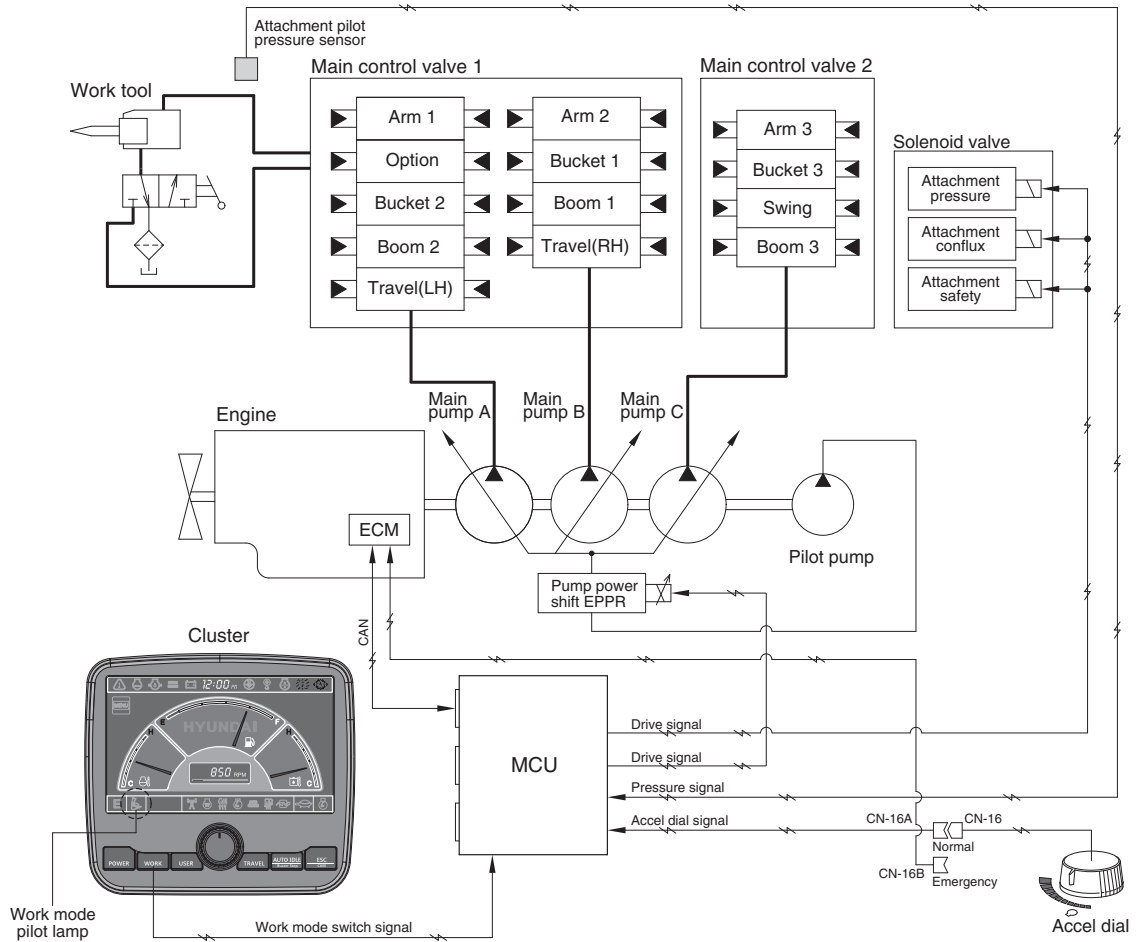 Attachment pilot
pressure sensor
Work tool
Main control valve 1
Arm 1
Option
Bucket 2
Boom 2
Travel(LH)
Arm 2
Bucket 1
Boom 1
Travel(RH)
Main control valve 2
Arm 3
Bucket 3
Swing
Boom 3
Solenoid valve
Attachment
pressure
Attachment
conflux
Attachment
safety
Main
pump A
Main
pump B
Main
pump C
Engine
ECM
Pilot pump
Pump power
shift EPPR
CAN
Cluster
12:00 m
MENU
HYUNDAI
E
F
H
C
H
C
850 RPM
POWER
WORK
USER
TRAVEL
AUTO IDLE
ESC
Work mode
pilot lamp
Work mode switch signal
MCU
Drive signal
Drive signal
Pressure signal
Accel dial signal
CN-16A
CN-16
Normal
CN-16B
Emergency
Accel dial